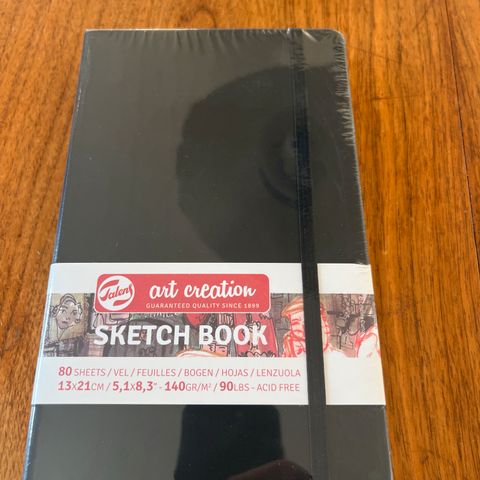 Talens
art creation
GUARANTEED QUALITY SINCE 1899
SKETCH BOOK
80 SHEETS / VEL / FEUILLES / BOGEN / HOJAS / LENZUOLA
13x21CM / 5,1x8,3" - 140GR/M² / 90LBS - ACID FREE